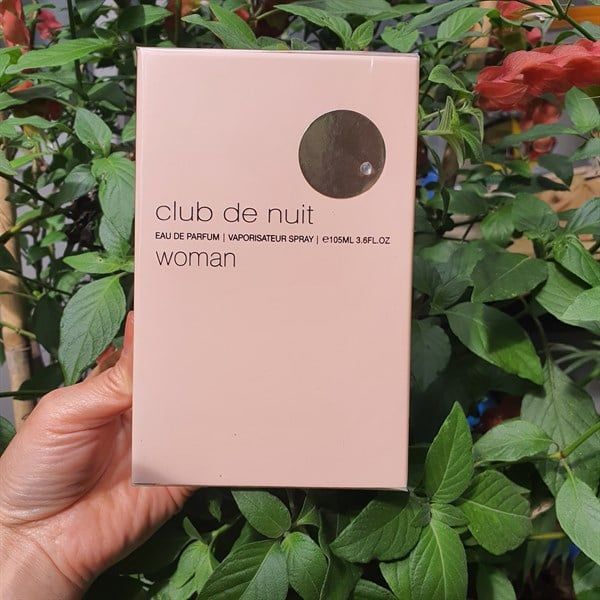 club de nuit
EAU DE PARFUM | VAPORISATEUR SPRAY | ℮105ML 3.6FL.OZ
woman